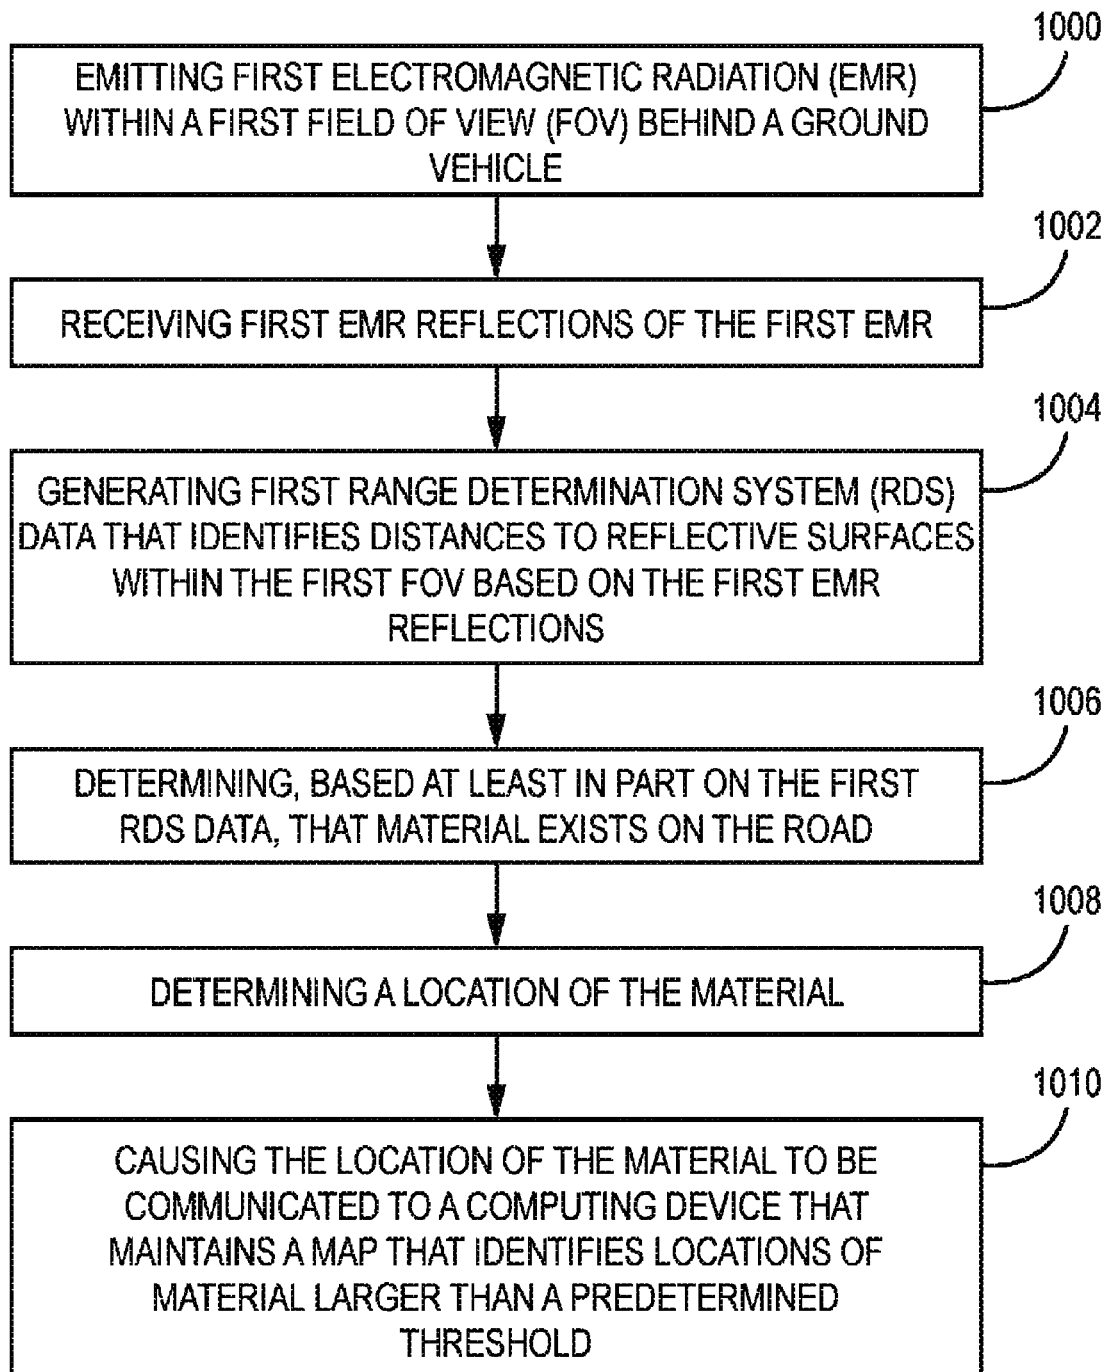 1000
EMITTING FIRST ELECTROMAGNETIC RADIATION (EMR)
WITHIN A FIRST FIELD OF VIEW (FOV) BEHIND A GROUND
VEHICLE
1002
RECEIVING FIRST EMR REFLECTIONS OF THE FIRST EMR
1004
GENERATING FIRST RANGE DETERMINATION SYSTEM (RDS)
DATA THAT IDENTIFIES DISTANCES TO REFLECTIVE SURFACES
WITHIN THE FIRST FOV BASED ON THE FIRST EMR
REFLECTIONS
1006
DETERMINING, BASED AT LEAST IN PART ON THE FIRST
RDS DATA, THAT MATERIAL EXISTS ON THE ROAD
1008
DETERMINING A LOCATION OF THE MATERIAL
1010
CAUSING THE LOCATION OF THE MATERIAL TO BE
COMMUNICATED TO A COMPUTING DEVICE THAT
MAINTAINS A MAP THAT IDENTIFIES LOCATIONS OF
MATERIAL LARGER THAN A PREDETERMINED
THRESHOLD